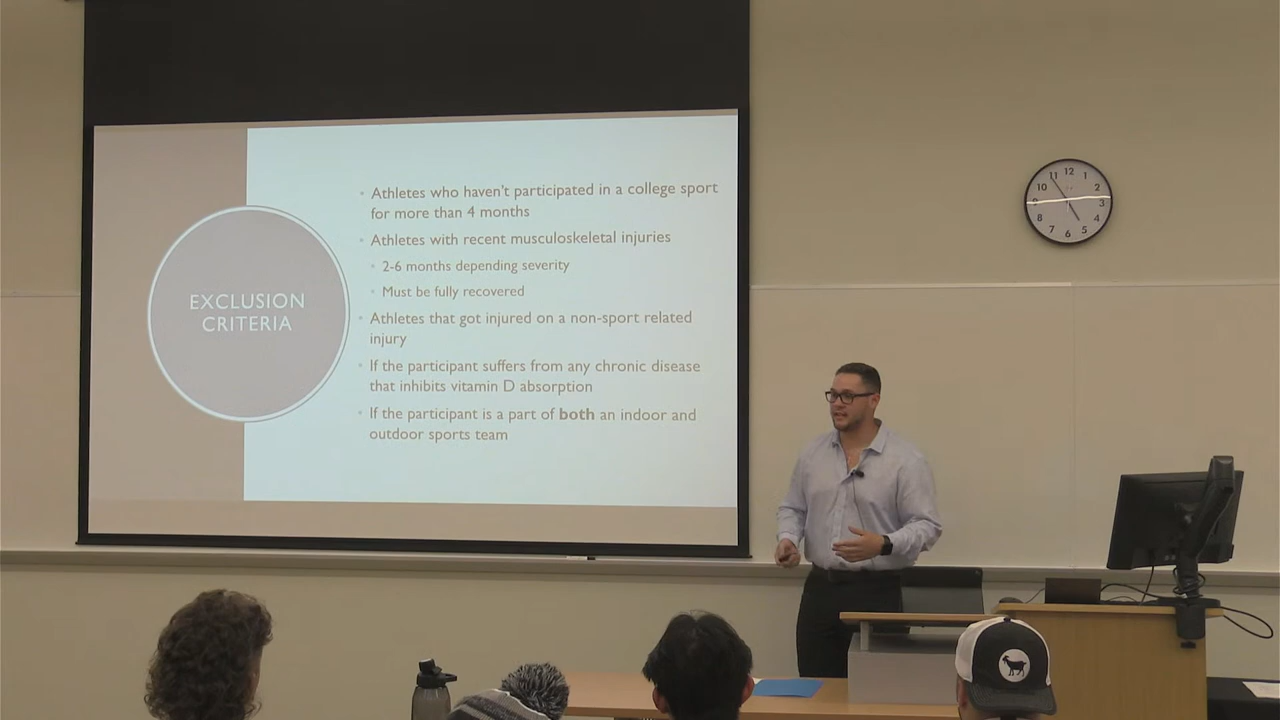 Athletes who haven't participated in a college sport
for more than 4 months
Athletes with recent musculoskeletal injuries
2-6 months depending severity
Must be fully recovered
EXCLUSION
CRITERIA
Athletes that got injured on a non-sport related
injury
If the participant suffers from any chronic disease
that inhibits vitamin D absorption
If the participant is a part of both an indoor and
outdoor sports team
12
11 1
10 2
9 3
8 4
7 5
6